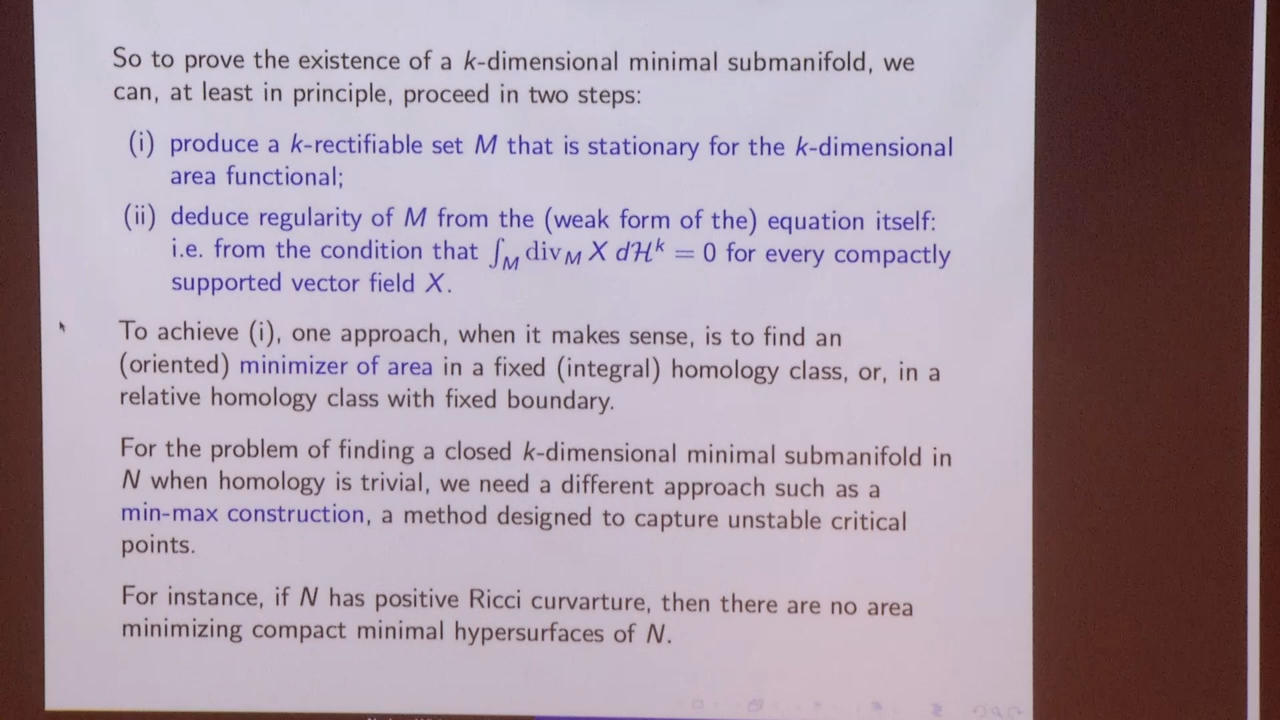 So to prove the existence of a k-dimensional minimal submanifold, we
can, at least in principle, proceed in two steps:
(i) produce a k-rectifiable set M that is stationary for the k-dimensional
area functional;
(ii) deduce regularity of M from the (weak form of the) equation itself:
i.e. from the condition that ∫_M div_M X dℋ^k = 0 for every compactly
supported vector field X.
To achieve (i), one approach, when it makes sense, is to find an
(oriented) minimizer of area in a fixed (integral) homology class, or, in a
relative homology class with fixed boundary.
For the problem of finding a closed k-dimensional minimal submanifold in
N when homology is trivial, we need a different approach such as a
min-max construction, a method designed to capture unstable critical
points.
For instance, if N has positive Ricci curvarture, then there are no area
minimizing compact minimal hypersurfaces of N.